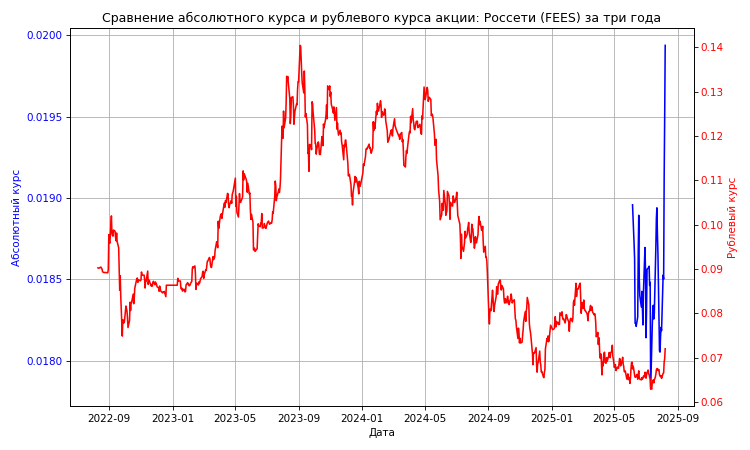 Сравнение абсолютного курса и рублевого курса акции: Россети (FEES) за три года
Абсолютный курс
0.0200
0.0195
0.0190
0.0185
0.0180
0.14
0.13
0.12
0.11
0.10
0.09
0.08
0.07
0.06
Рублевый курс
2022-09 2023-01 2023-05 2023-09 2024-01 2024-05 2024-09 2025-01 2025-05 2025-09
Дата